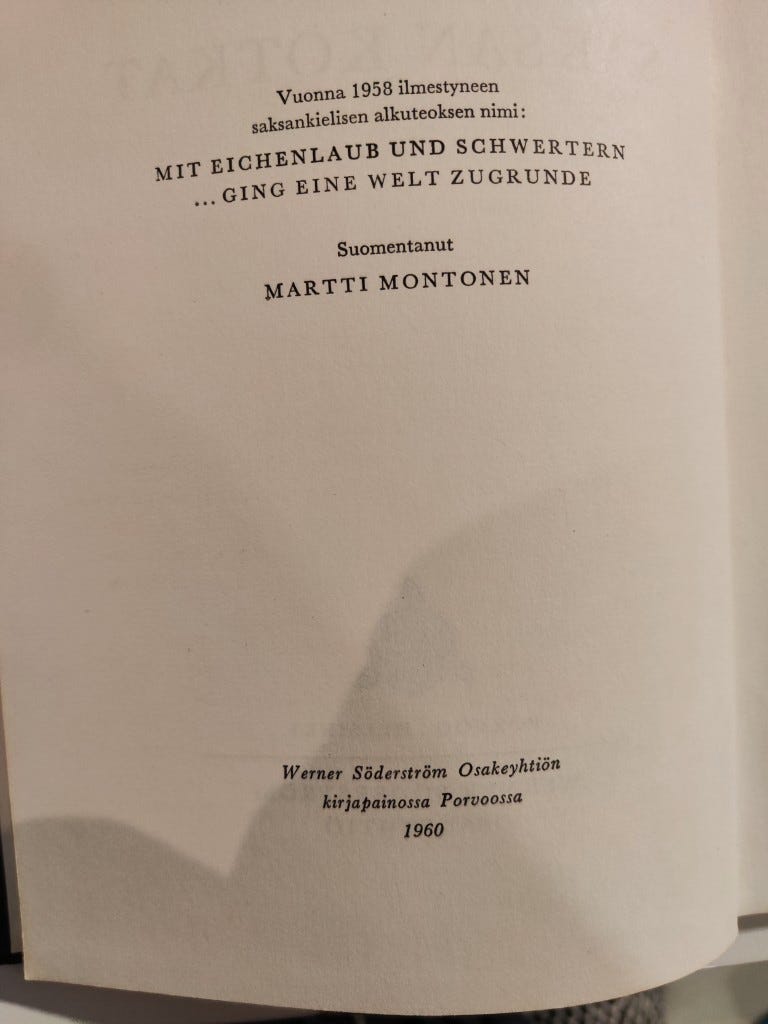 Vuonna 1958 ilmestyneen
saksankielisen alkuteoksen nimi:
MIT EICHENLAUB UND SCHWERTERN
...GING EINE WELT ZUGRUNDE
Suomentanut
MARTTI MONTONEN
Werner Söderström Osakeyhtiön
kirjapainossa Porvoossa
1960